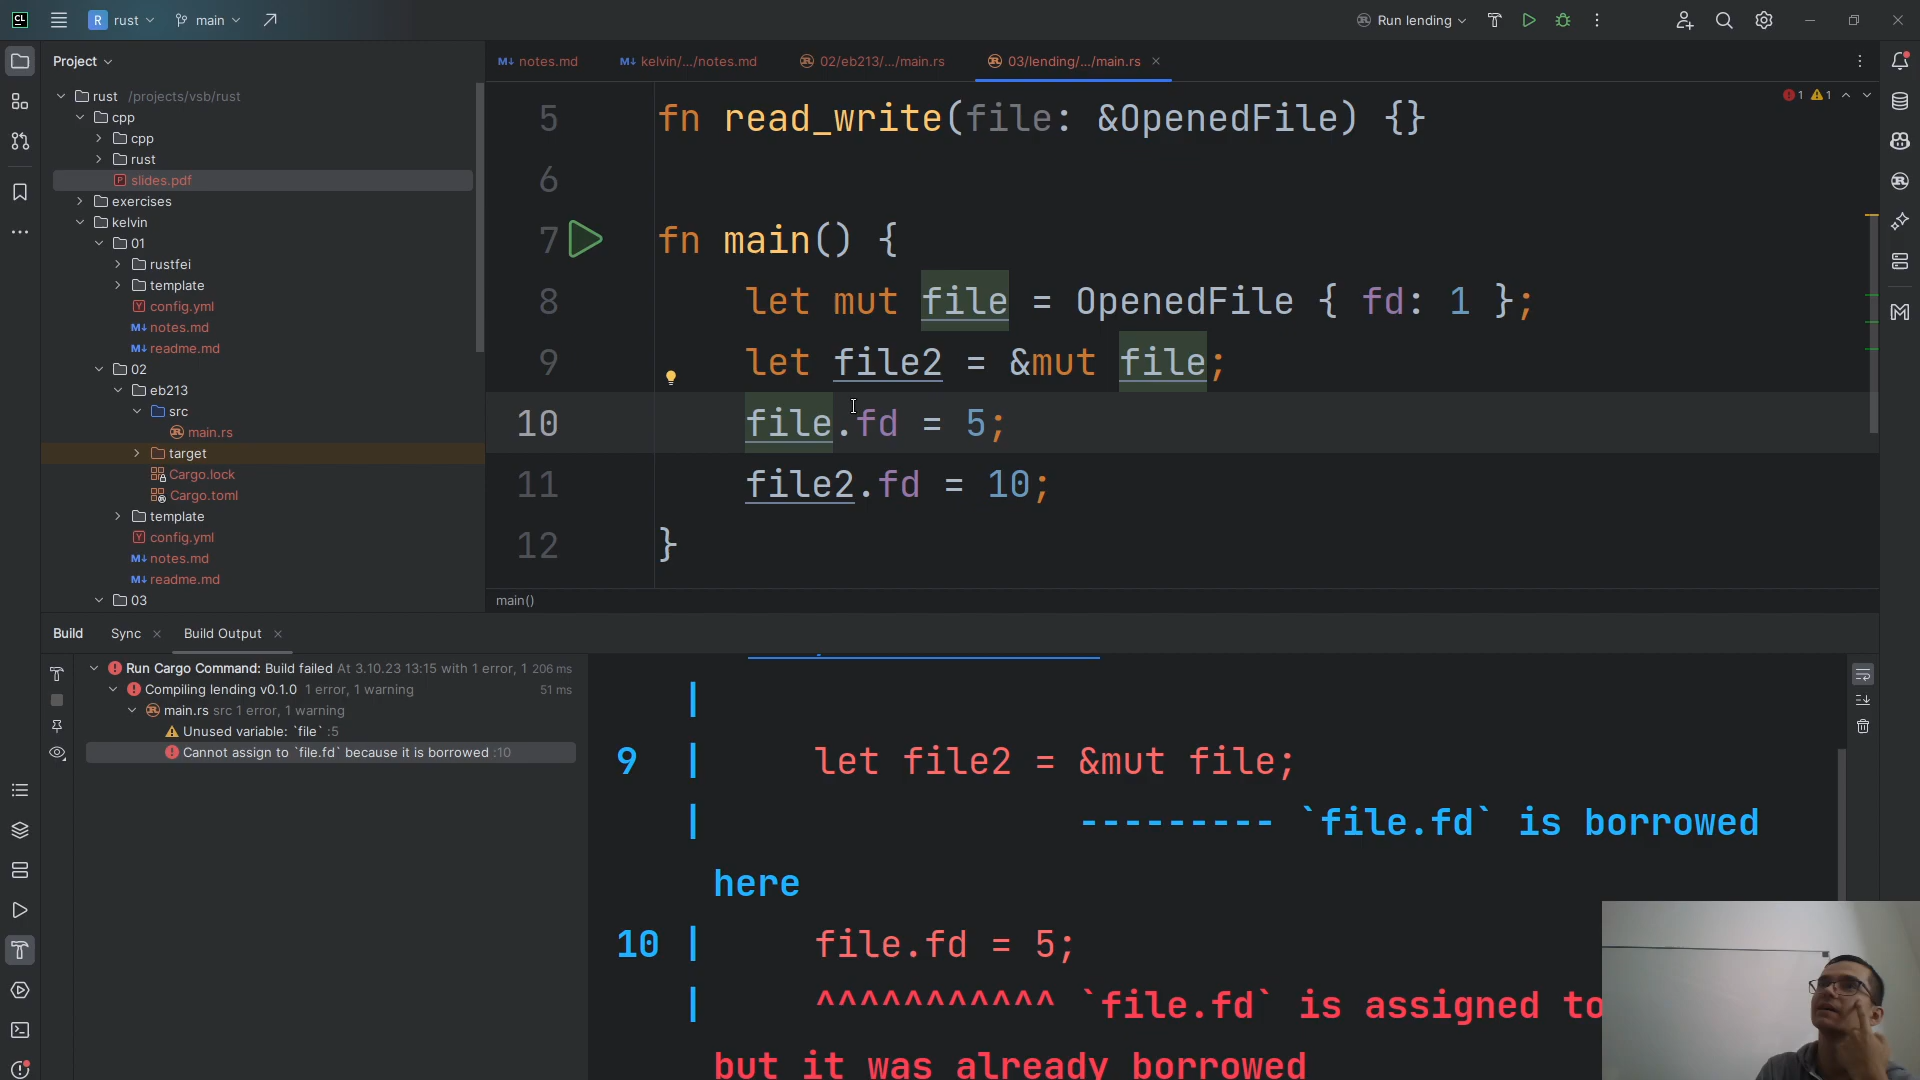 CL
R rust
main
Run lending
Project
notes.md
kelvin/.../notes.md
02/eb213/.../main.rs
03/lending/.../main.rs
rust /projects/vsb/rust
cpp
cpp
rust
slides.pdf
exercises
kelvin
01
rustfei
template
config.yml
notes.md
readme.md
02
eb213
src
main.rs
target
Cargo.lock
Cargo.toml
template
config.yml
notes.md
readme.md
03
1 1
5 fn read_write(file: &OpenedFile) {}
6
7 fn main() {
8 let mut file = OpenedFile { fd: 1 };
9 let file2 = &mut file;
10 file.fd = 5;
11 file2.fd = 10;
12 }
main()
Build
Sync
Build Output
Run Cargo Command: Build failed At 3.10.23 13:15 with 1 error, 1 206 ms
Compiling lending v0.1.0 1 error, 1 warning 51 ms
main.rs src 1 error, 1 warning
Unused variable: `file` :5
Cannot assign to `file.fd` because it is borrowed :10
|
9 | let file2 = &mut file;
| --------- `file.fd` is borrowed
here
10 | file.fd = 5;
| ^^^^^^^^^^^ `file.fd` is assigned to
but it was already borrowed